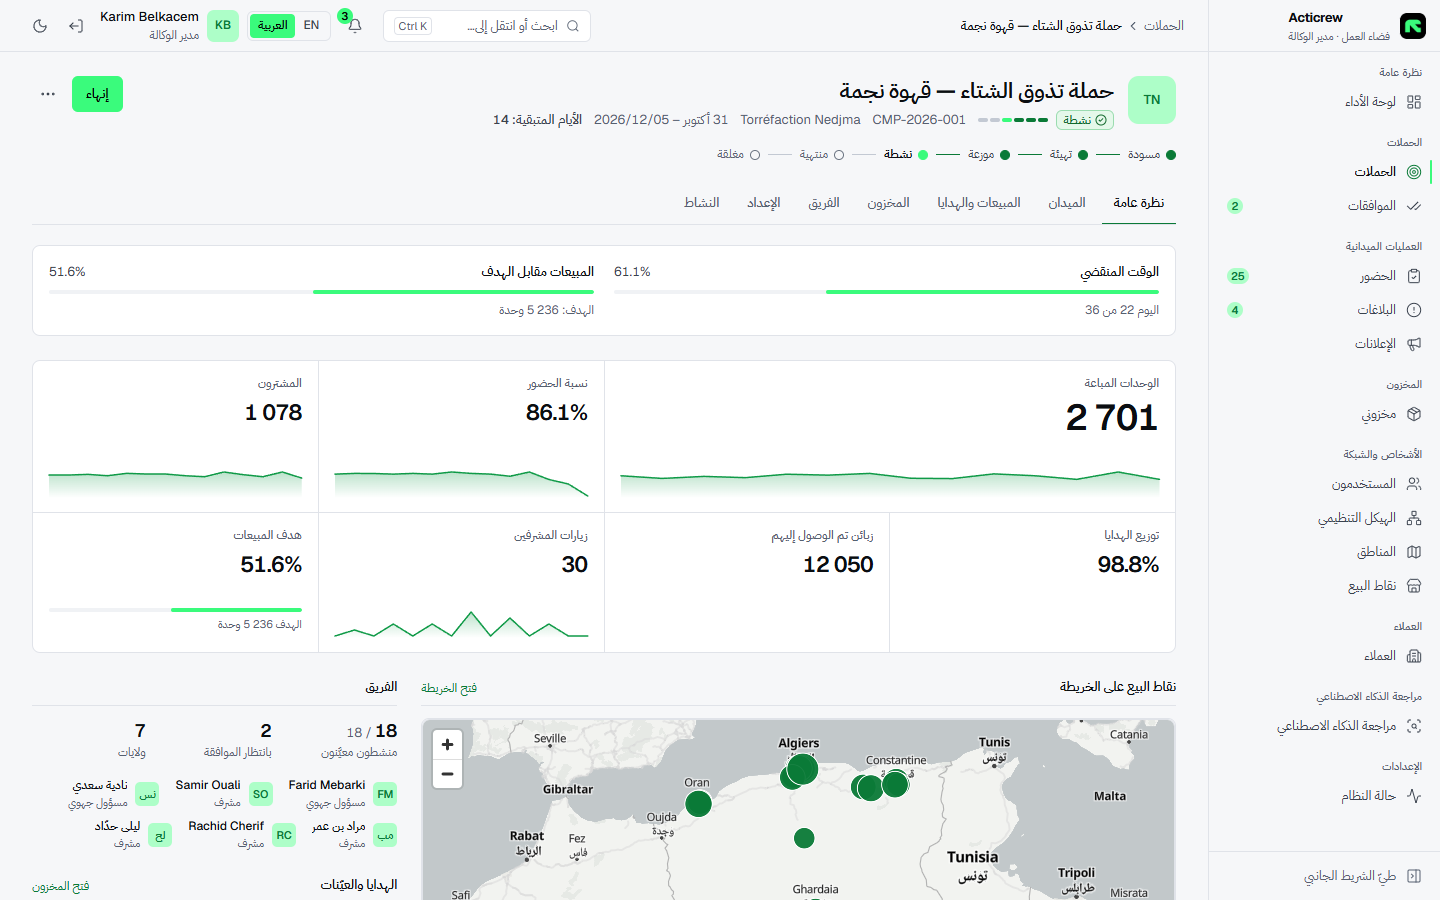 Acticrew
فضاء العمل · مدير الوكالة
الحملات
حملة تذوق الشتاء — قهوة نجمة
ابحث أو انتقل إلى...
Ctrl K
3
EN
العربية
KB
Karim Belkacem
مدير الوكالة
نظرة عامة
لوحة الأداء
الحملات
الحملات
الموافقات
2
العمليات الميدانية
الحضور
25
البلاغات
4
الإعلانات
المخزون
مخزوني
الأشخاص والشبكة
المستخدمون
الهيكل التنظيمي
المناطق
نقاط البيع
العملاء
العملاء
مراجعة الذكاء الاصطناعي
مراجعة الذكاء الاصطناعي
الإعدادات
حالة النظام
طيّ الشريط الجانبي
TN
حملة تذوق الشتاء — قهوة نجمة
إنهاء
نشطة
CMP-2026-001
Torréfaction Nedjma
31 أكتوبر – 2026/12/05
الأيام المتبقية: 14
مسودة
تهيئة
موزعة
نشطة
منتهية
مغلقة
نظرة عامة
الميدان
المبيعات والهدايا
المخزون
الفريق
الإعداد
النشاط
الوقت المنقضي
61.1%
اليوم 22 من 36
المبيعات مقابل الهدف
51.6%
الهدف: 236 5 وحدة
الوحدات المباعة
2 701
نسبة الحضور
86.1%
المشترون
1 078
توزيع الهدايا
98.8%
زبائن تم الوصول إليهم
12 050
زيارات المشرفين
30
هدف المبيعات
51.6%
الهدف 236 5 وحدة
نقاط البيع على الخريطة
فتح الخريطة
+
−
Seville
Algiers
Tunis
تونس
Catania
Constantine
Oran
Gibraltar
Malta
Oujda
وجدة
Rabat
الرباط
Fez
فاس
Tunisia
تونس
Tripoli
طرابلس
Ghardaia
Misrata
Safi
الفريق
18 / 18
منشطون معيّنون
2
بانتظار الموافقة
7
ولايات
FM
Farid Mebarki
مسؤول جهوي
SO
Samir Ouali
مشرف
نس
نادية سعدي
مسؤول جهوي
مب
مراد بن عمر
مشرف
RC
Rachid Cherif
مشرف
لح
ليلى حدّاد
مشرف
الهدايا والعيّنات
فتح المخزون